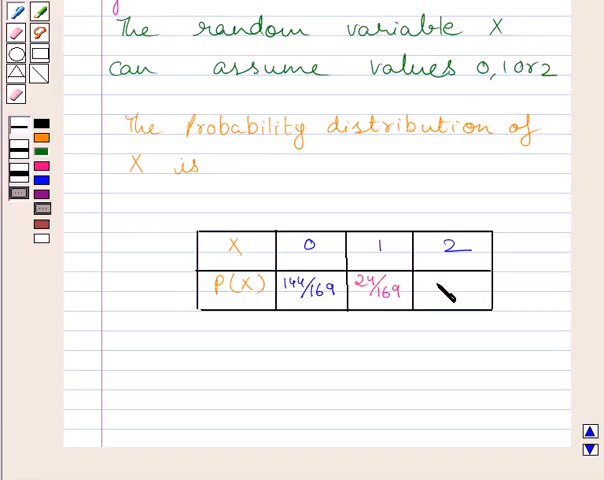 The random variable X
can assume values 0,1 or 2
The Probability distribution of
X is
X 0 1 2
P(X) 144/169 24/169